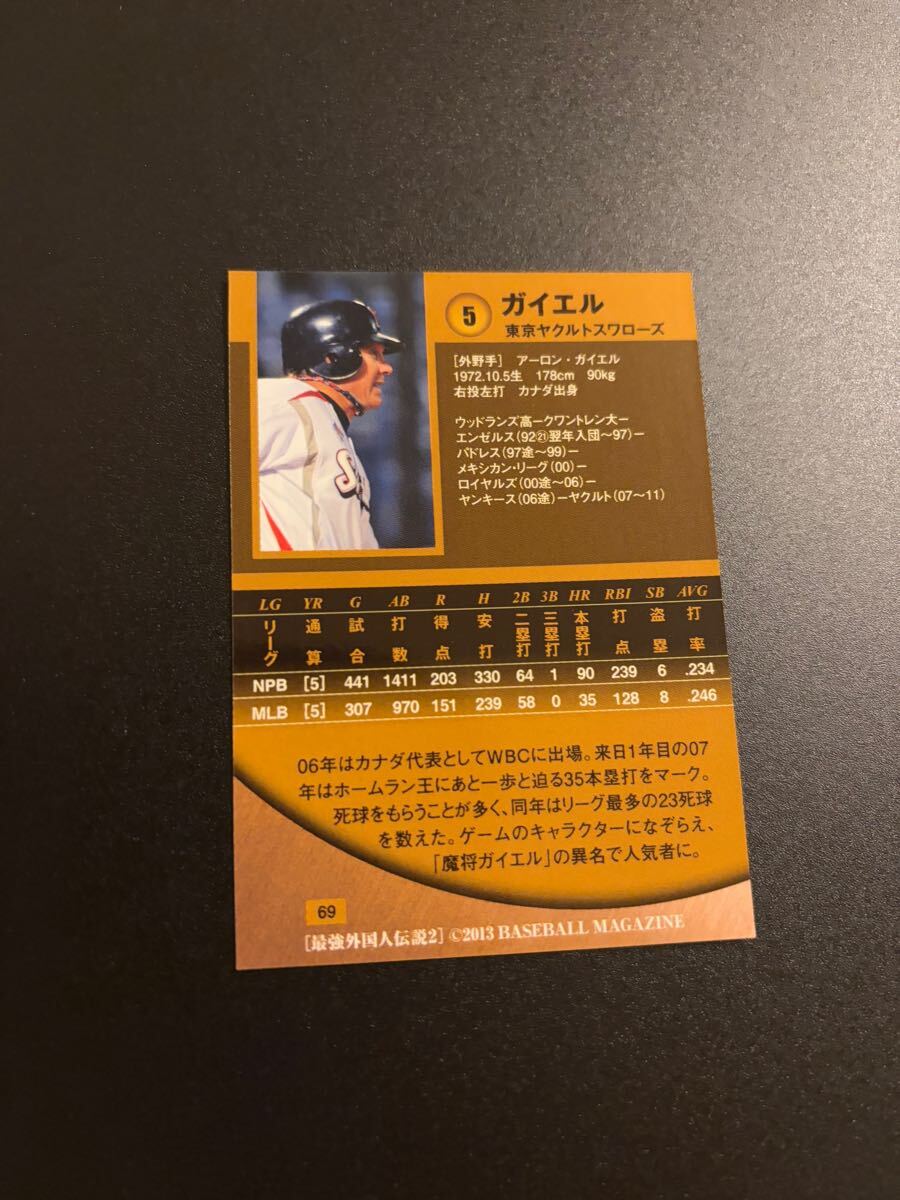 5 ガイエル
東京ヤクルトスワローズ
[外野手] アーロン・ガイエル
1972.10.5生 178cm 90kg
右投左打 カナダ出身
ウッドランズ高ークワントレン大ー
エンゼルス(92㉑翌年入団〜97)ー
パドレス(97途〜99)ー
メキシカン・リーグ(00)ー
ロイヤルズ(00途〜06)ー
ヤンキース(06途)ーヤクルト(07〜11)
LG YR G AB R H 2B 3B HR RBI SB AVG
リーグ 通算 試合 打数 得点 安打 二塁打 三塁打 本塁打 打点 盗塁 打率
NPB [5] 441 1411 203 330 64 1 90 239 6 .234
MLB [5] 307 970 151 239 58 0 35 128 8 .246
06年はカナダ代表としてWBCに出場。来日1年目の07
年はホームラン王にあと一歩と迫る35本塁打をマーク。
死球をもらうことが多く、同年はリーグ最多の23死球
を数えた。ゲームのキャラクターになぞらえ、
「魔将ガイエル」の異名で人気者に。
69
[最強外国人伝説2] ©2013 BASEBALL MAGAZINE